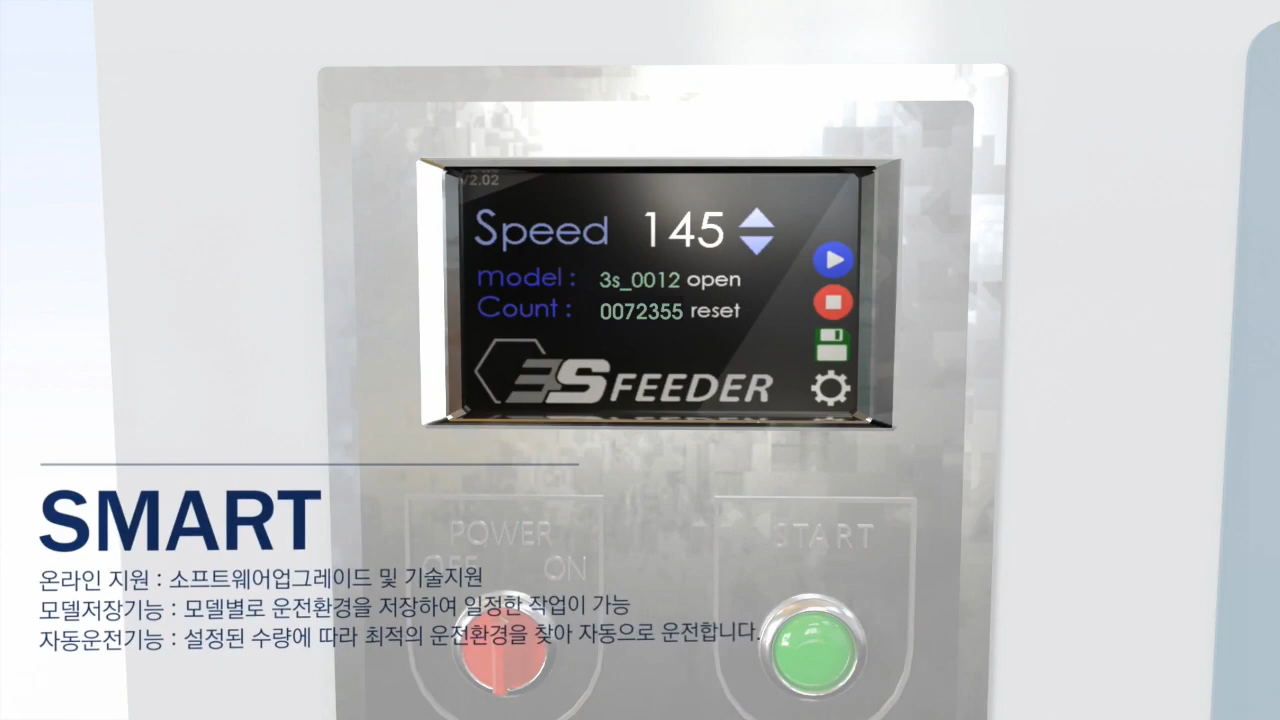 V2.02
Speed 145
model : 3s_0012 open
Count : 0072355 reset
3S FEEDER
POWER
OFF ON
START
SMART
온라인 지원 : 소프트웨어업그레이드 및 기술지원
모델저장기능 : 모델별로 운전환경을 저장하여 일정한 작업이 가능
자동운전기능 : 설정된 수량에 따라 최적의 운전환경을 찾아 자동으로 운전합니다.